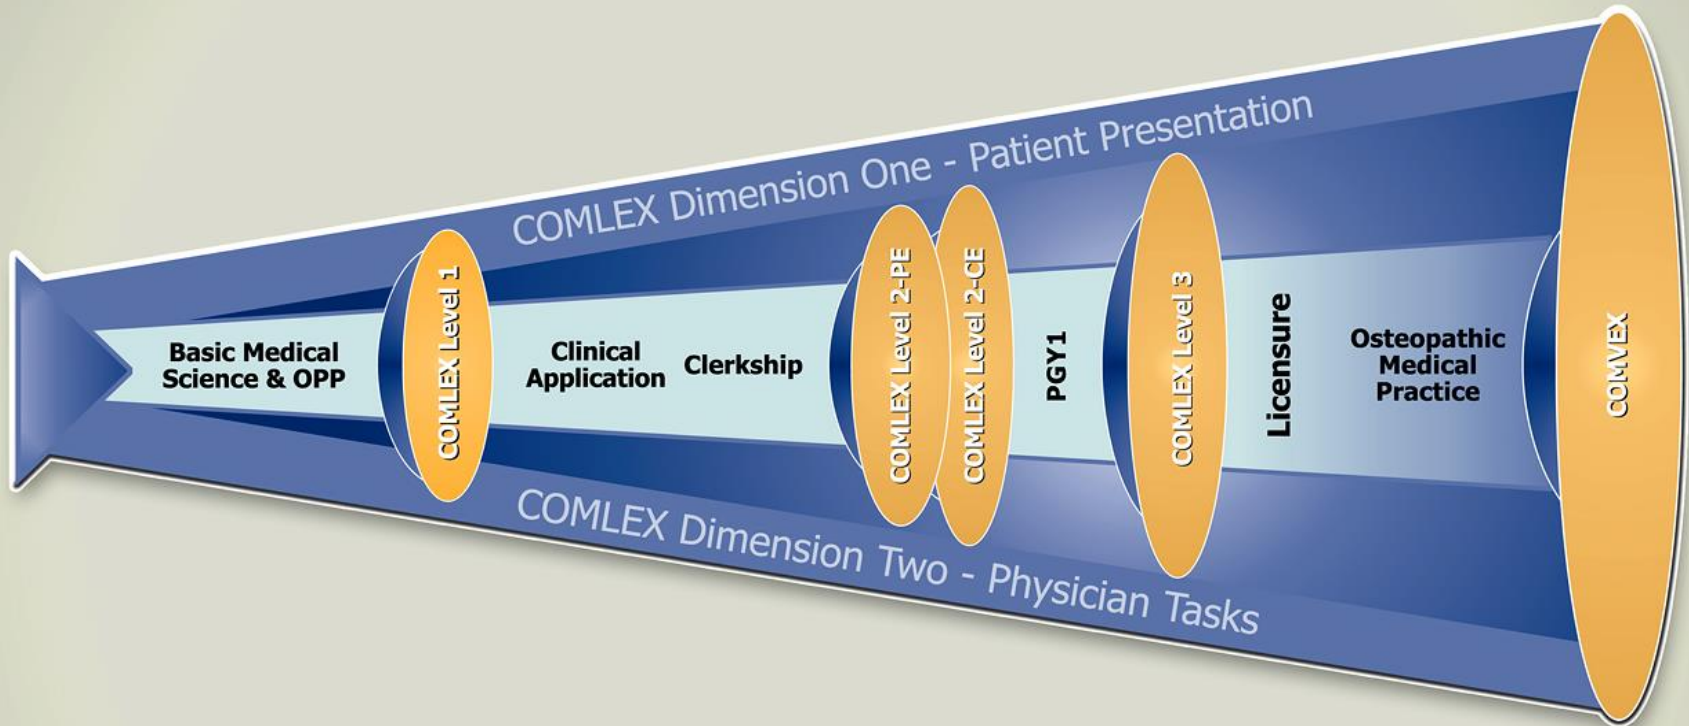 COMLEX Dimension One - Patient Presentation
Basic Medical
Science & OPP
COMLEX Level 1
Clinical
Application
Clerkship
COMLEX Level 2-PE
COMLEX Level 2-CE
PGY1
COMLEX Level 3
Licensure
Osteopathic
Medical
Practice
COMVEX
COMLEX Dimension Two - Physician Tasks